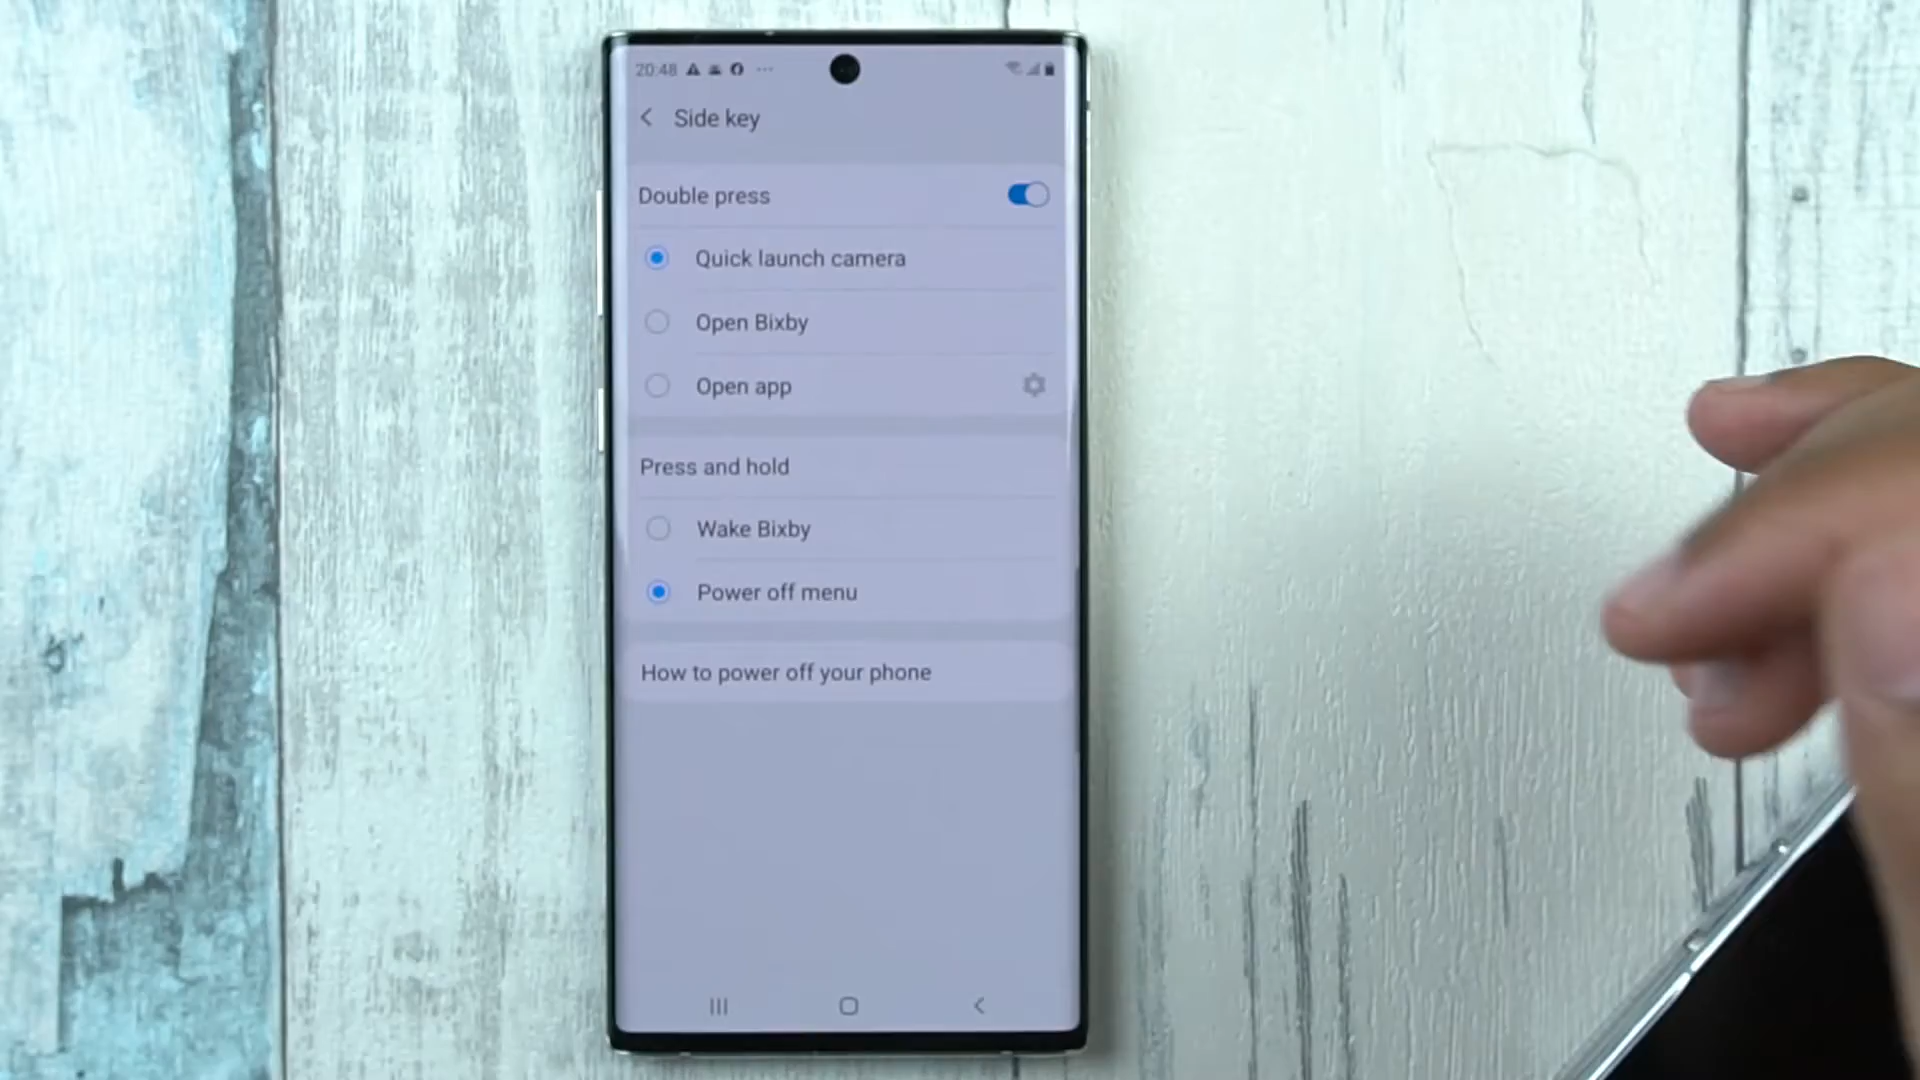 20:48
Side key
Double press
Quick launch camera
Open Bixby
Open app
Press and hold
Wake Bixby
Power off menu
How to power off your phone